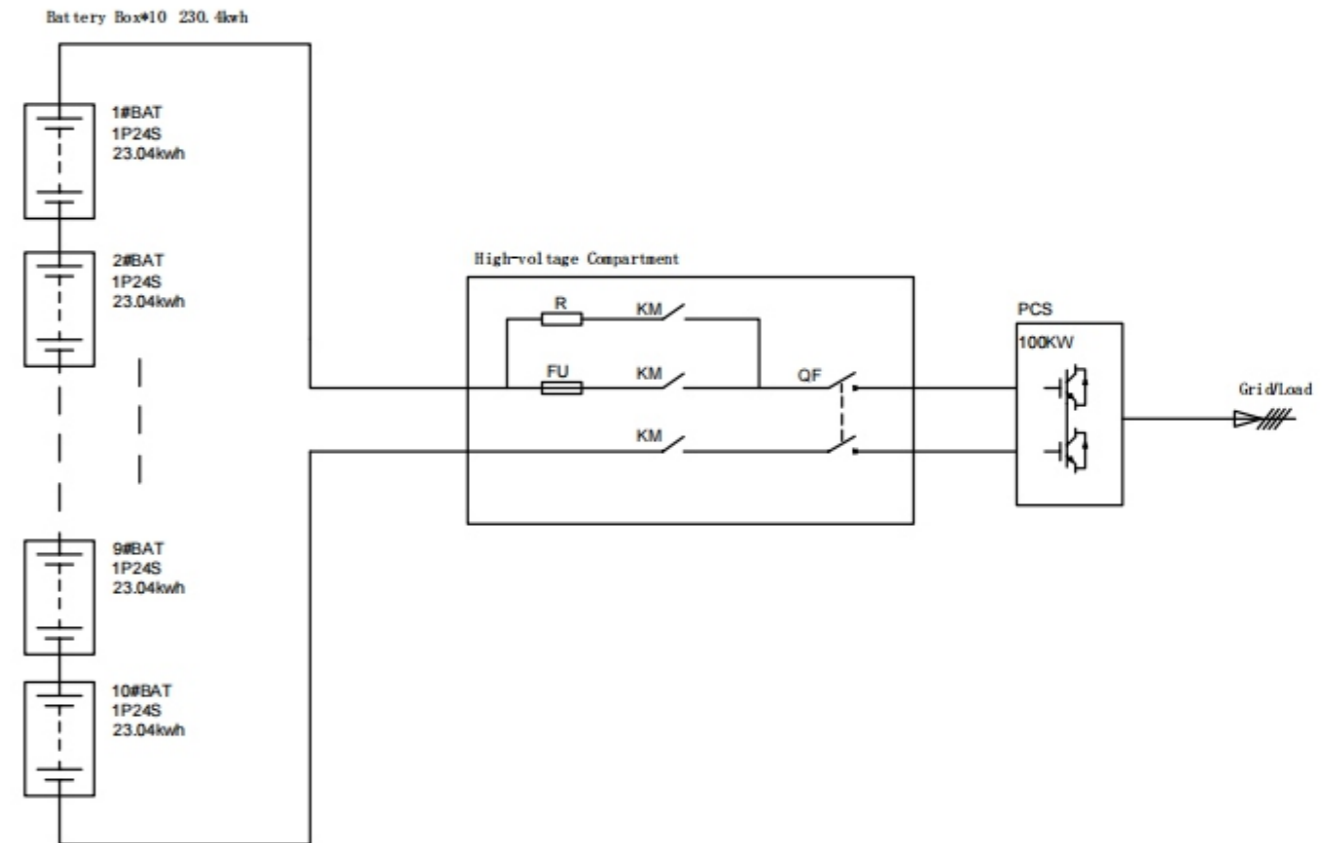 Battery Box*10 230.4kwh
1#BAT
1P24S
23.04kwh
2#BAT
1P24S
23.04kwh
High-voltage Compartment
R
KM
FU
KM
QF
KM
PCS
100KW
Grid/Load
9#BAT
1P24S
23.04kwh
10#BAT
1P24S
23.04kwh